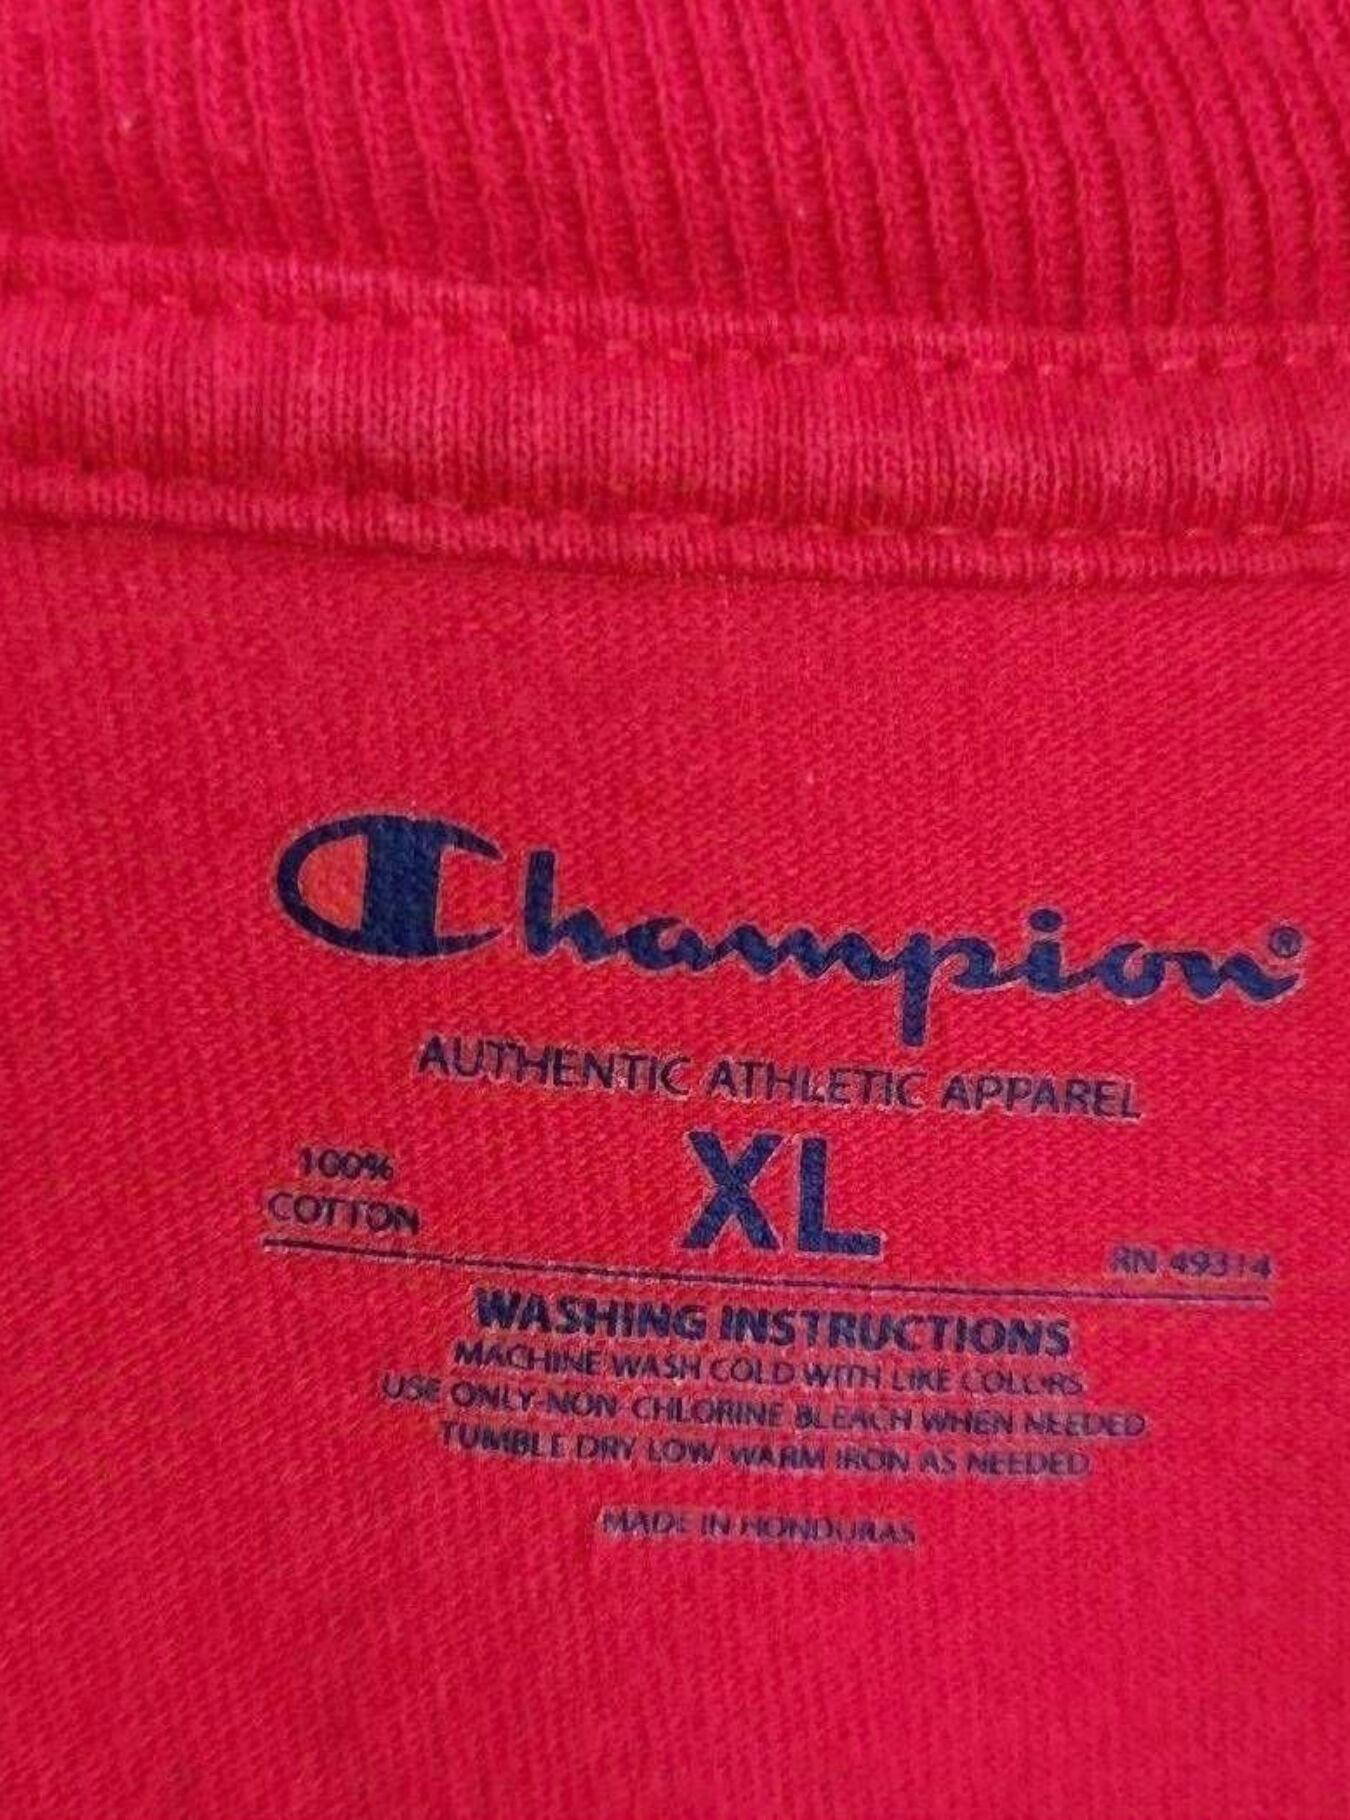 Champion®
AUTHENTIC ATHLETIC APPAREL
XL
100%
COTTON
RN 49314
WASHING INSTRUCTIONS
MACHINE WASH COLD WITH LIKE COLORS
USE ONLY NON-CHLORINE BLEACH WHEN NEEDED
TUMBLE DRY LOW WARM IRON AS NEEDED
MADE IN HONDURAS